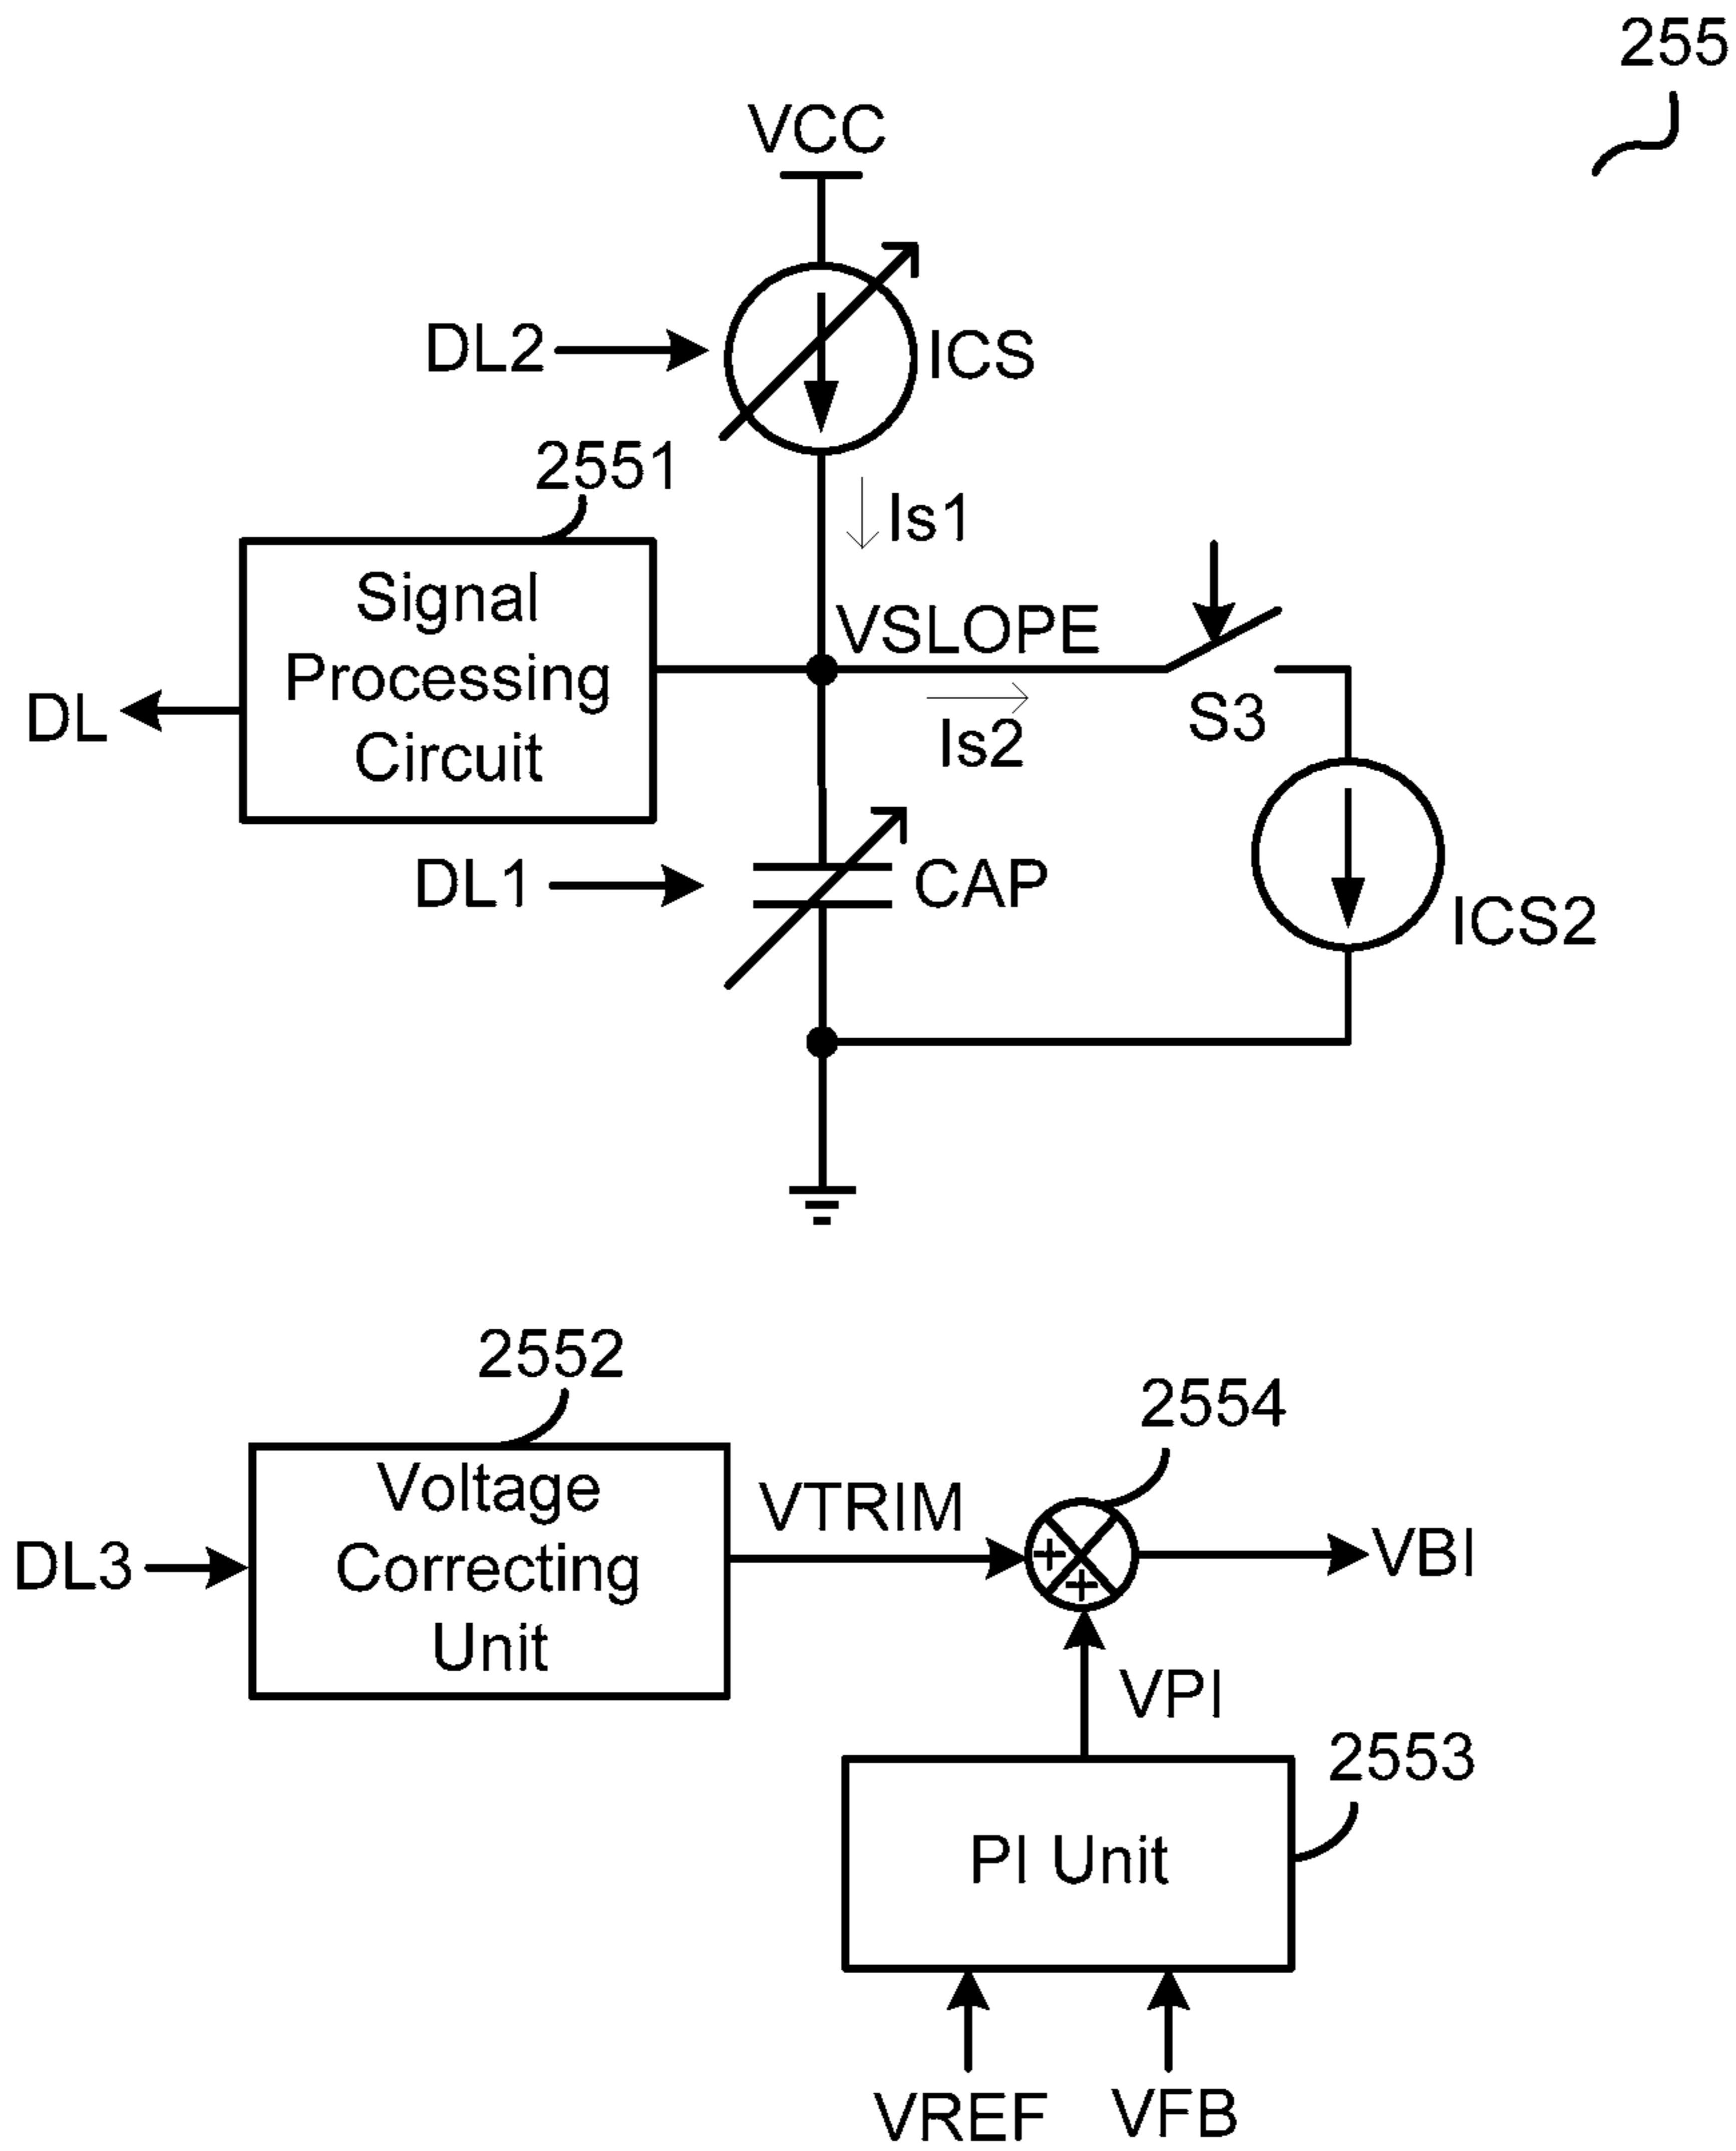 255
VCC
DL2
ICS
2551
Is1
Signal
Processing
Circuit
VSLOPE
DL
Is2
S3
DL1
CAP
ICS2
2552
2554
Voltage
Correcting
Unit
VTRIM
DL3
+
+
VBI
VPI
2553
PI Unit
VREF
VFB